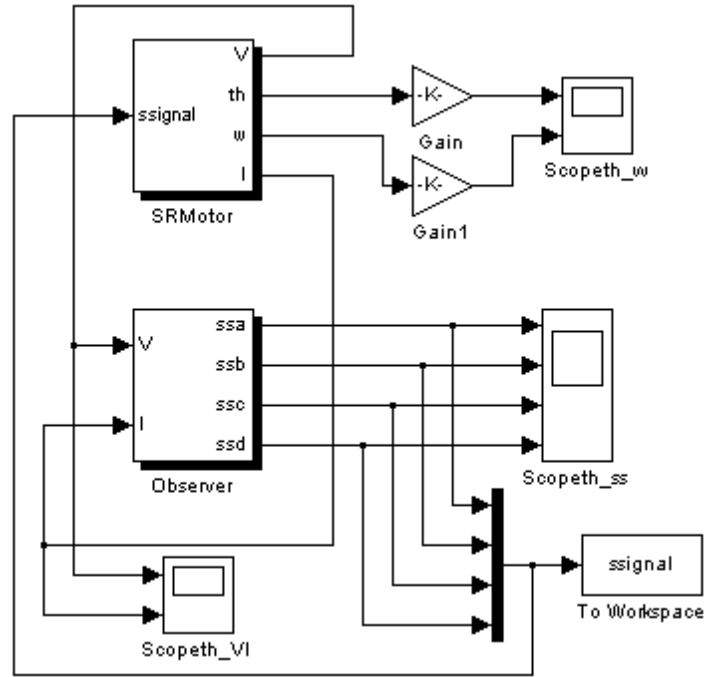 V
th
ssignal
w
I
SRMotor
-K-
Gain
-K-
Gain1
Scopeth_w
V
I
ssa
ssb
ssc
ssd
Observer
Scopeth_ss
Scopeth_VI
ssignal
To Workspace